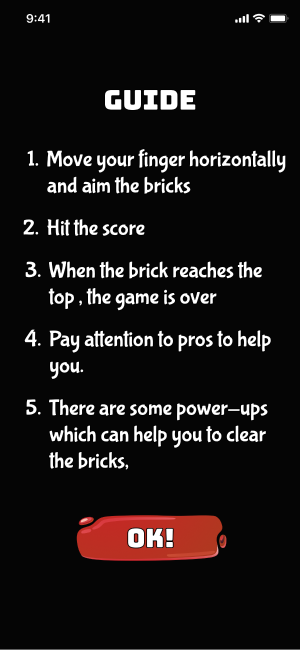 9:41
GUIDE
1. Move your finger horizontally
and aim the bricks
2. Hit the score
3. When the brick reaches the
top , the game is over
4. Pay attention to pros to help
you.
5. There are some power-ups
which can help you to clear
the bricks,
OK!